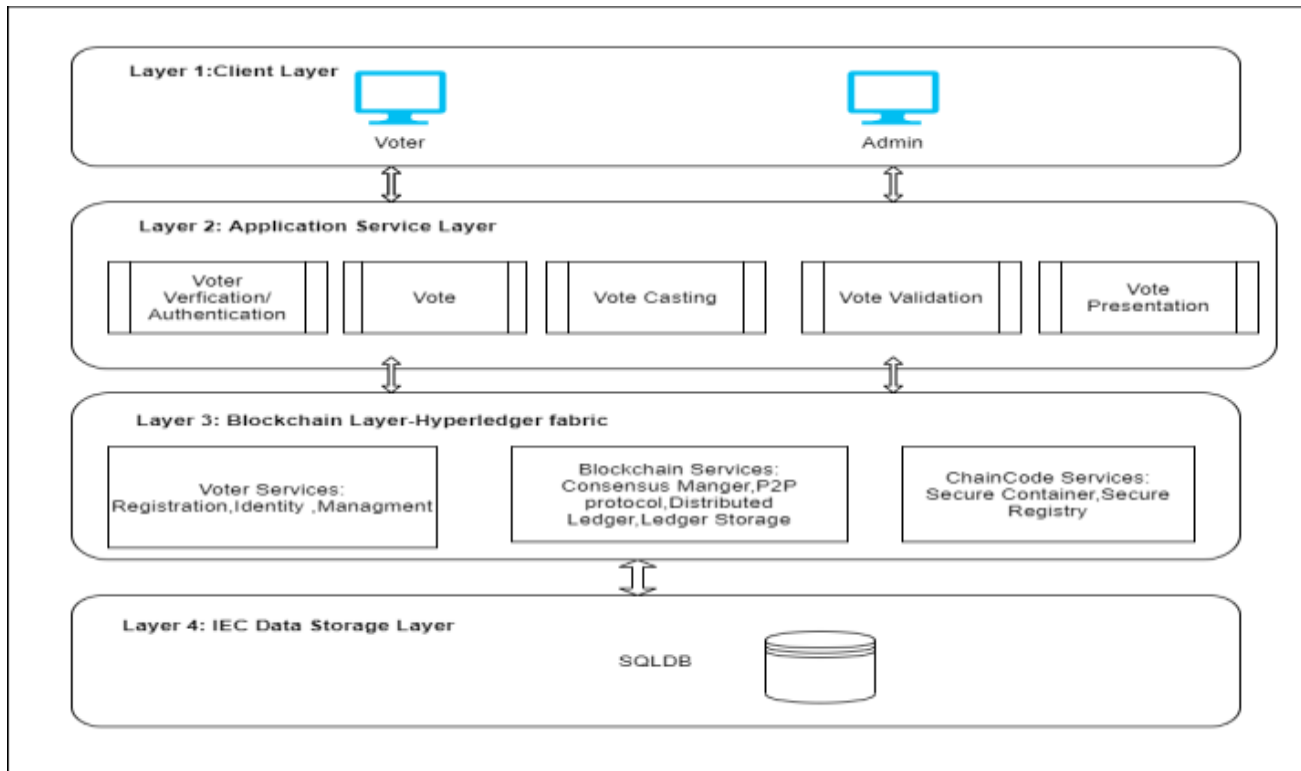 Layer 1:Client Layer
Voter
Admin
Layer 2: Application Service Layer
Voter
Verfication/
Authentication
Vote
Vote Casting
Vote Validation
Vote
Presentation
Layer 3: Blockchain Layer-Hyperledger fabric
Voter Services:
Registration,Identity ,Managment
Blockchain Services:
Consensus Manger,P2P
protocol,Distributed
Ledger,Ledger Storage
ChainCode Services:
Secure Container,Secure
Registry
Layer 4: IEC Data Storage Layer
SQLDB